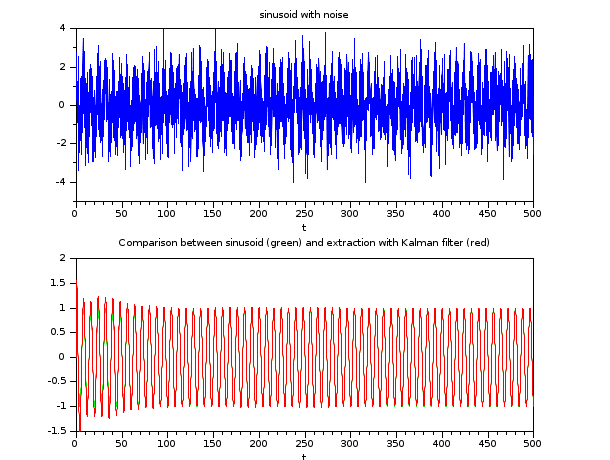 sinusoid with noise
4
2
0
-2
-4
0 50 100 150 200 250 300 350 400 450 500
t
Comparison between sinusoid (green) and extraction with Kalman filter (red)
2
1.5
1
0.5
0
-0.5
-1
-1.5
0 50 100 150 200 250 300 350 400 450 500
t